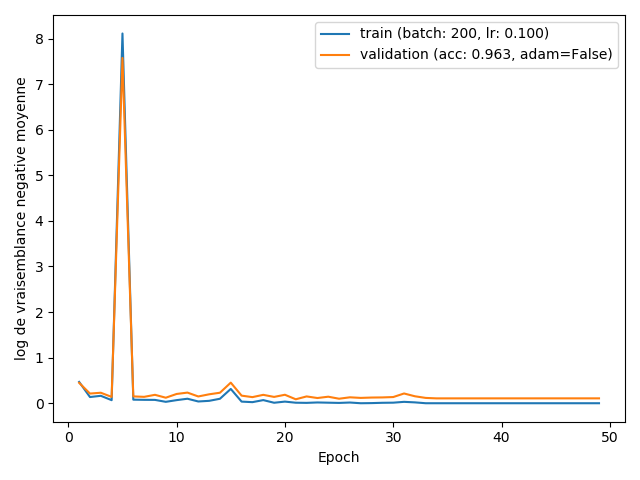 train (batch: 200, lr: 0.100)
validation (acc: 0.963, adam=False)
log de vraisemblance negative moyenne
8
7
6
5
4
3
2
1
0
0 10 20 30 40 50
Epoch